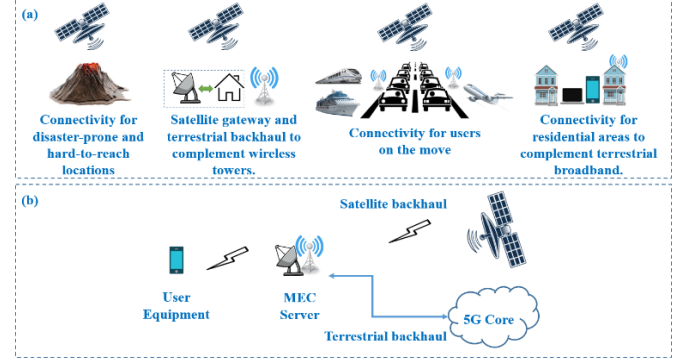 (a)
Connectivity for
disaster-prone and
hard-to-reach
locations
Satellite gateway and
terrestrial backhaul to
complement wireless
towers.
Connectivity for users
on the move
Connectivity for
residential areas to
complement terrestrial
broadband.
(b)
Satellite backhaul
User
Equipment
MEC
Server
Terrestrial backhaul
5G Core